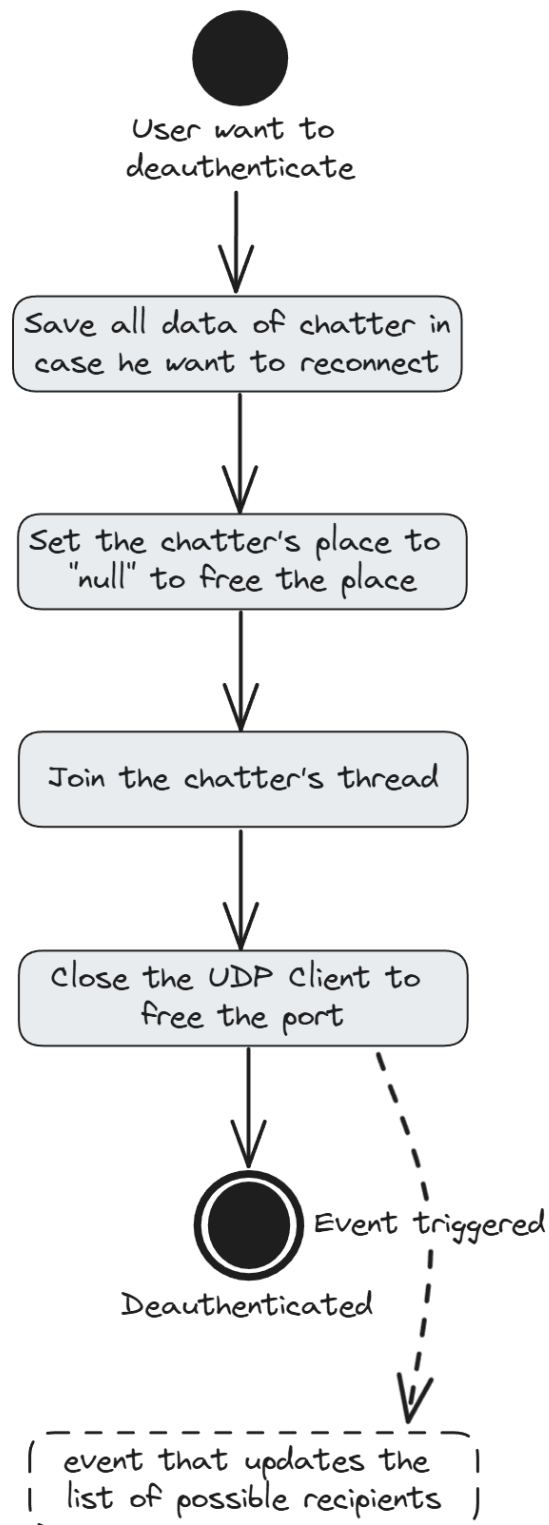 User want to
deauthenticate
Save all data of chatter in
case he want to reconnect
Set the chatter's place to
"null" to free the place
Join the chatter's thread
Close the UDP Client to
free the port
Event triggered
Deauthenticated
event that updates the
list of possible recipients